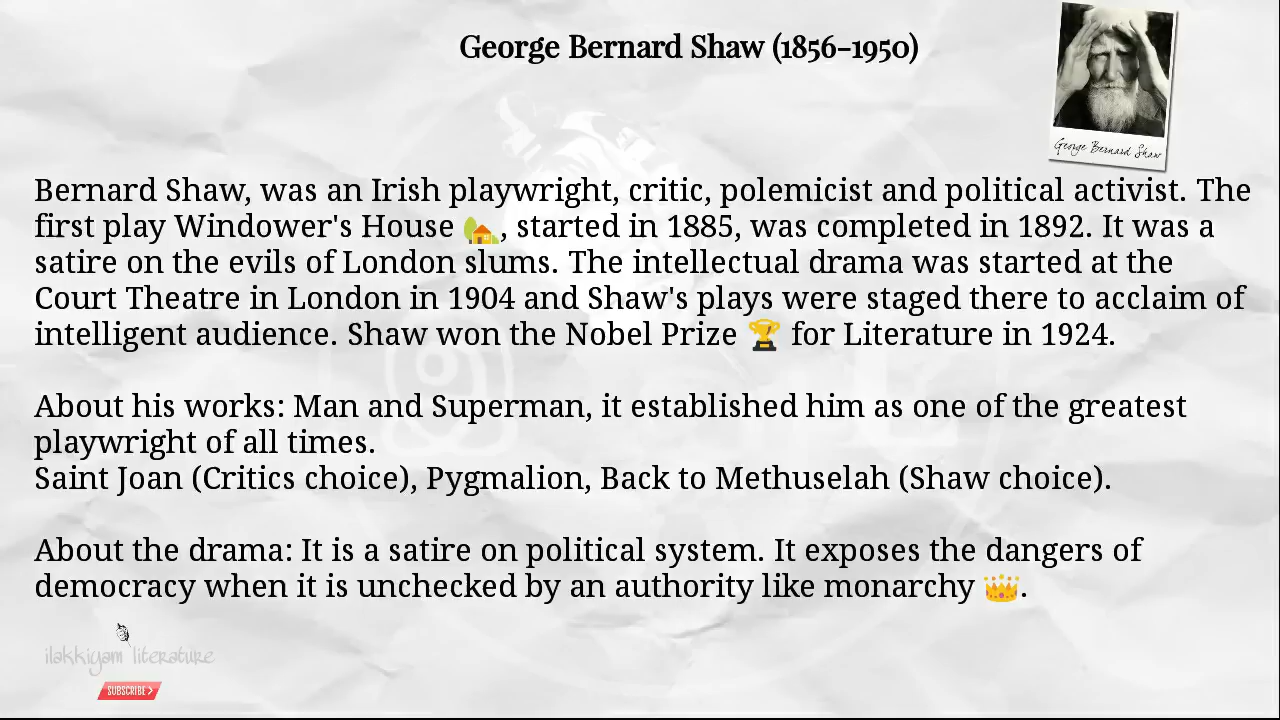 George Bernard Shaw (1856-1950)
George Bernard Shaw
Bernard Shaw, was an Irish playwright, critic, polemicist and political activist. The
first play Windower's House 🏡, started in 1885, was completed in 1892. It was a
satire on the evils of London slums. The intellectual drama was started at the
Court Theatre in London in 1904 and Shaw's plays were staged there to acclaim of
intelligent audience. Shaw won the Nobel Prize 🏆 for Literature in 1924.
About his works: Man and Superman, it established him as one of the greatest
playwright of all times.
Saint Joan (Critics choice), Pygmalion, Back to Methuselah (Shaw choice).
About the drama: It is a satire on political system. It exposes the dangers of
democracy when it is unchecked by an authority like monarchy 👑.
ilakkiyam literature
SUBSCRIBE >